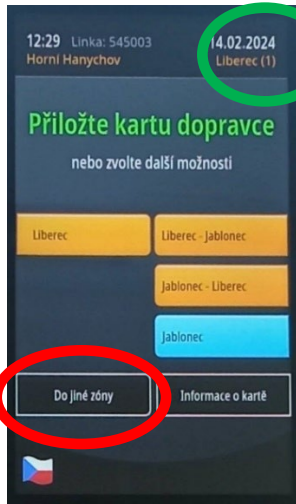 12:29 Linka: 545003 14.02.2024
Horní Hanychov Liberec (1)
Přiložte kartu dopravce
nebo zvolte další možnosti
Liberec Liberec - Jablonec
Jablonec - Liberec
Jablonec
Do jiné zóny Informace o kartě